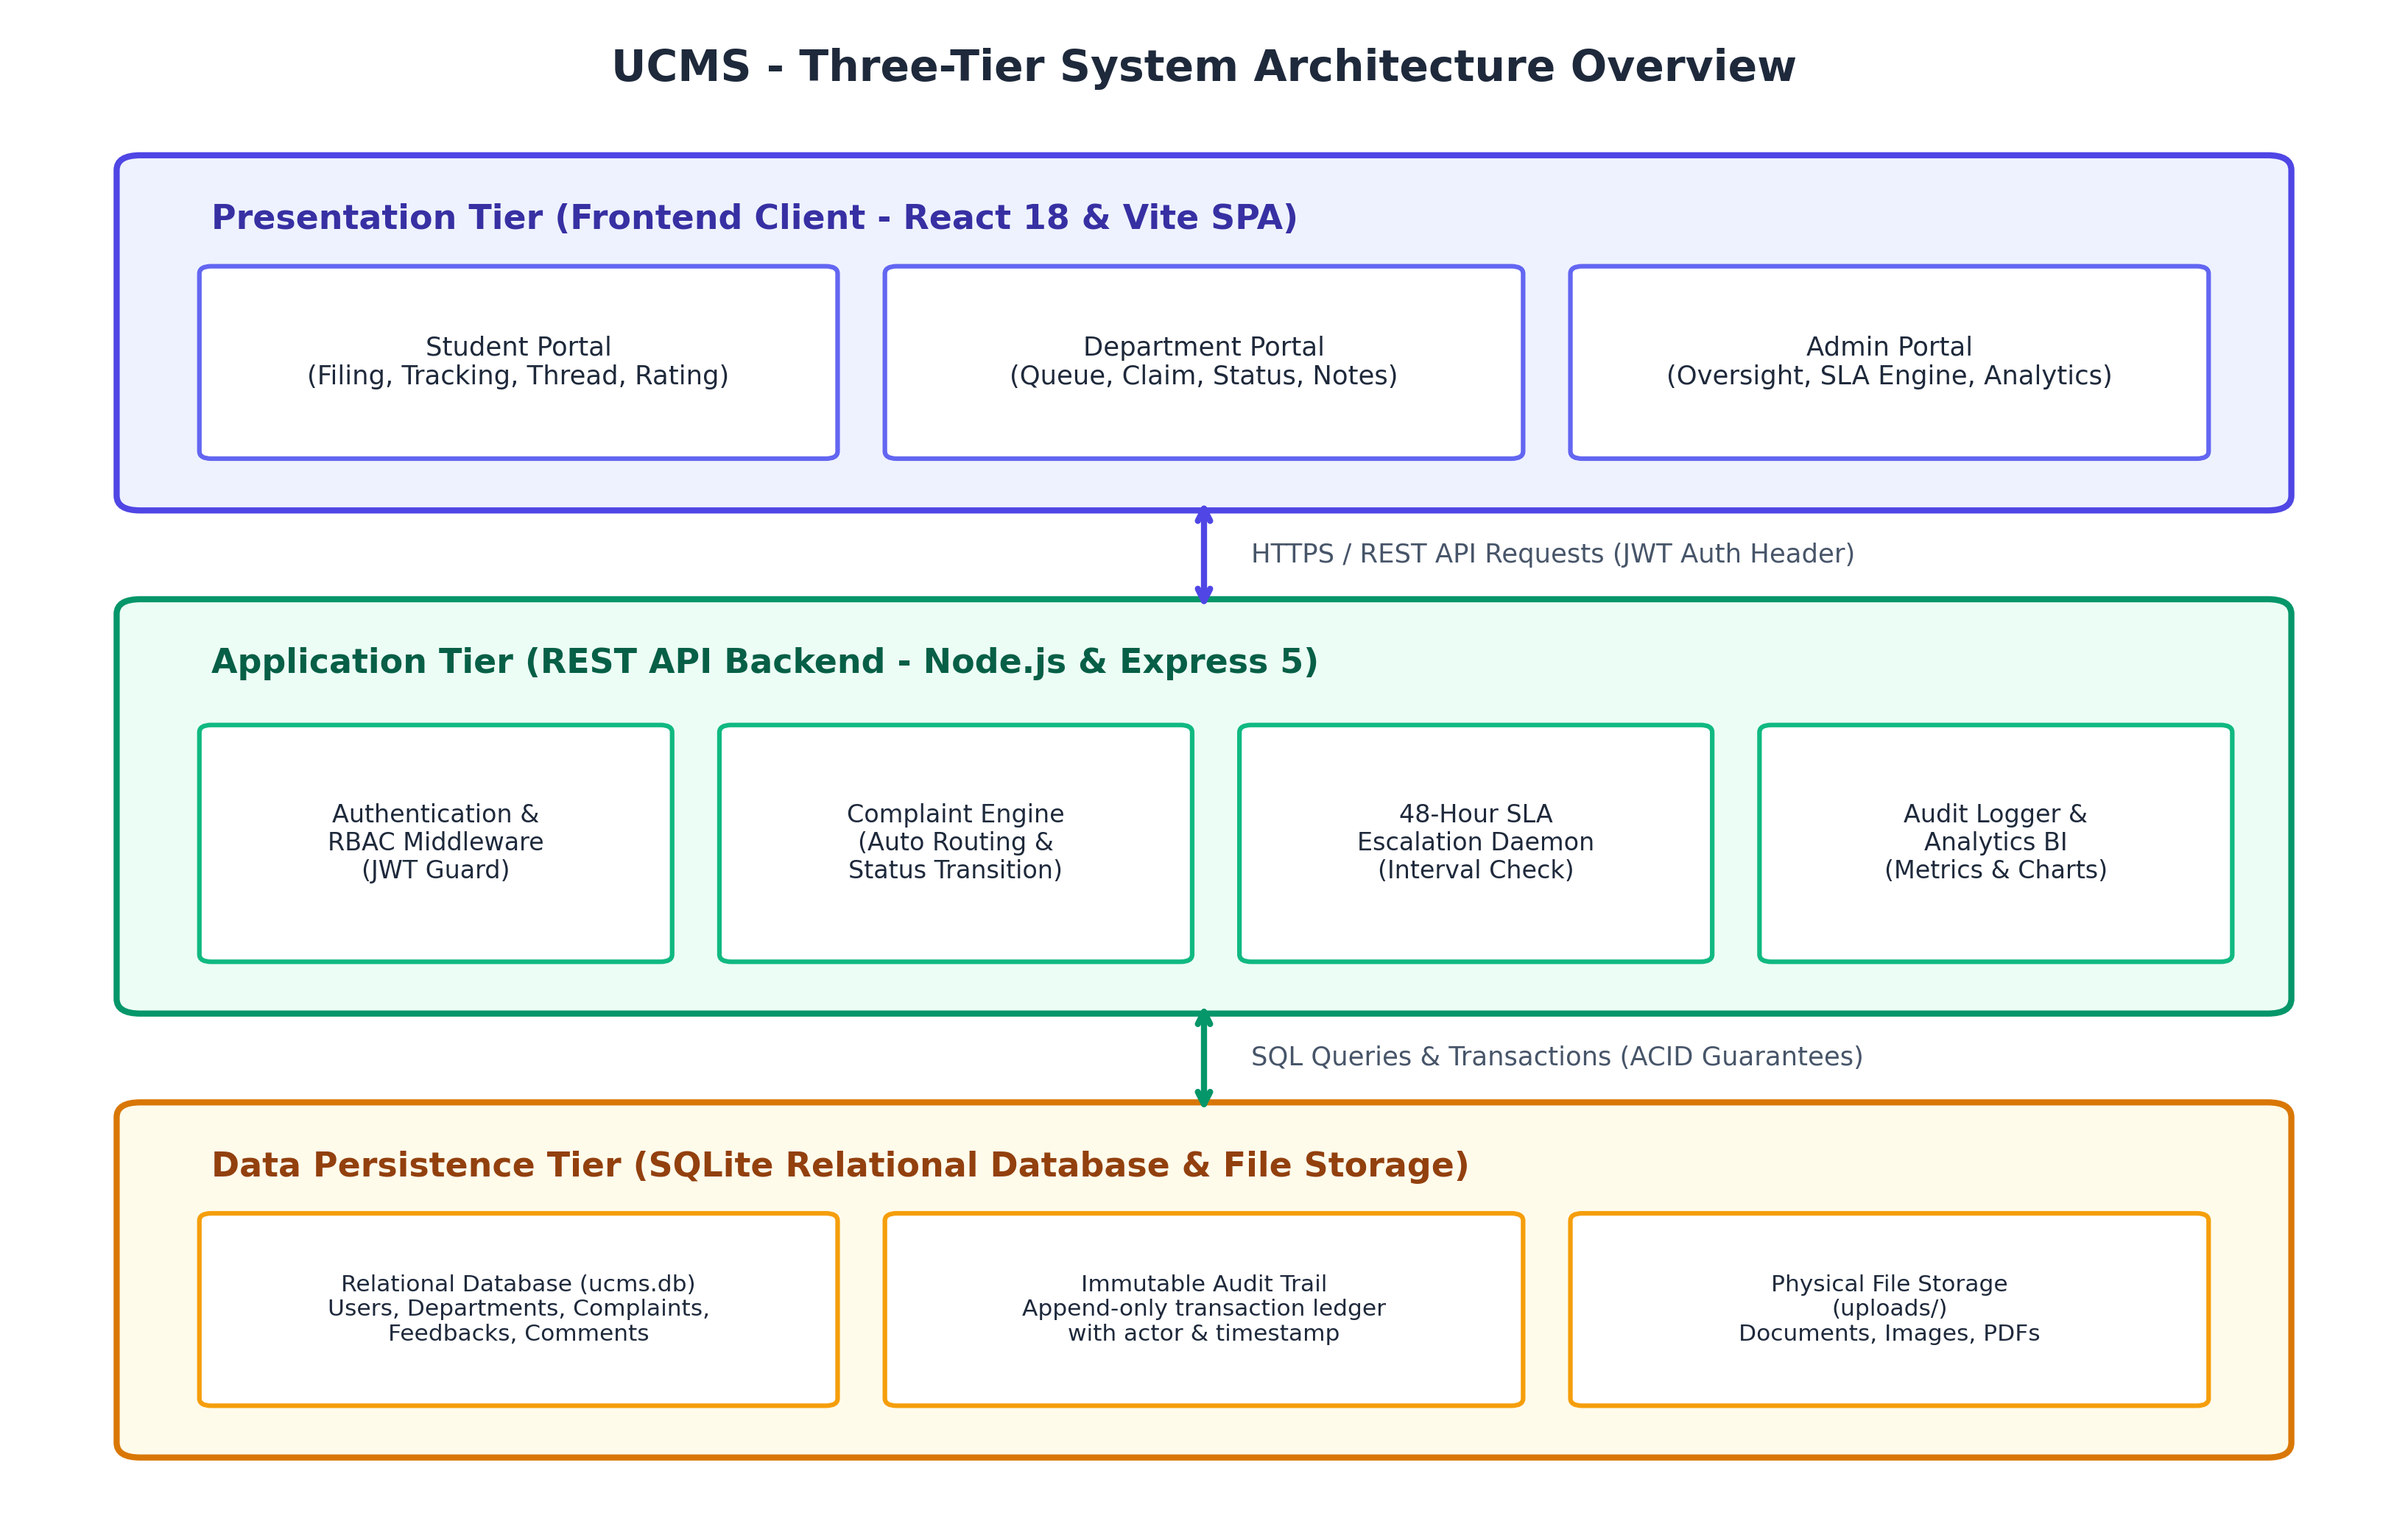 UCMS - Three-Tier System Architecture Overview
Presentation Tier (Frontend Client - React 18 & Vite SPA)
Student Portal
(Filing, Tracking, Thread, Rating)
Department Portal
(Queue, Claim, Status, Notes)
Admin Portal
(Oversight, SLA Engine, Analytics)
HTTPS / REST API Requests (JWT Auth Header)
Application Tier (REST API Backend - Node.js & Express 5)
Authentication &
RBAC Middleware
(JWT Guard)
Complaint Engine
(Auto Routing &
Status Transition)
48-Hour SLA
Escalation Daemon
(Interval Check)
Audit Logger &
Analytics BI
(Metrics & Charts)
SQL Queries & Transactions (ACID Guarantees)
Data Persistence Tier (SQLite Relational Database & File Storage)
Relational Database (ucms.db)
Users, Departments, Complaints,
Feedbacks, Comments
Immutable Audit Trail
Append-only transaction ledger
with actor & timestamp
Physical File Storage
(uploads/)
Documents, Images, PDFs